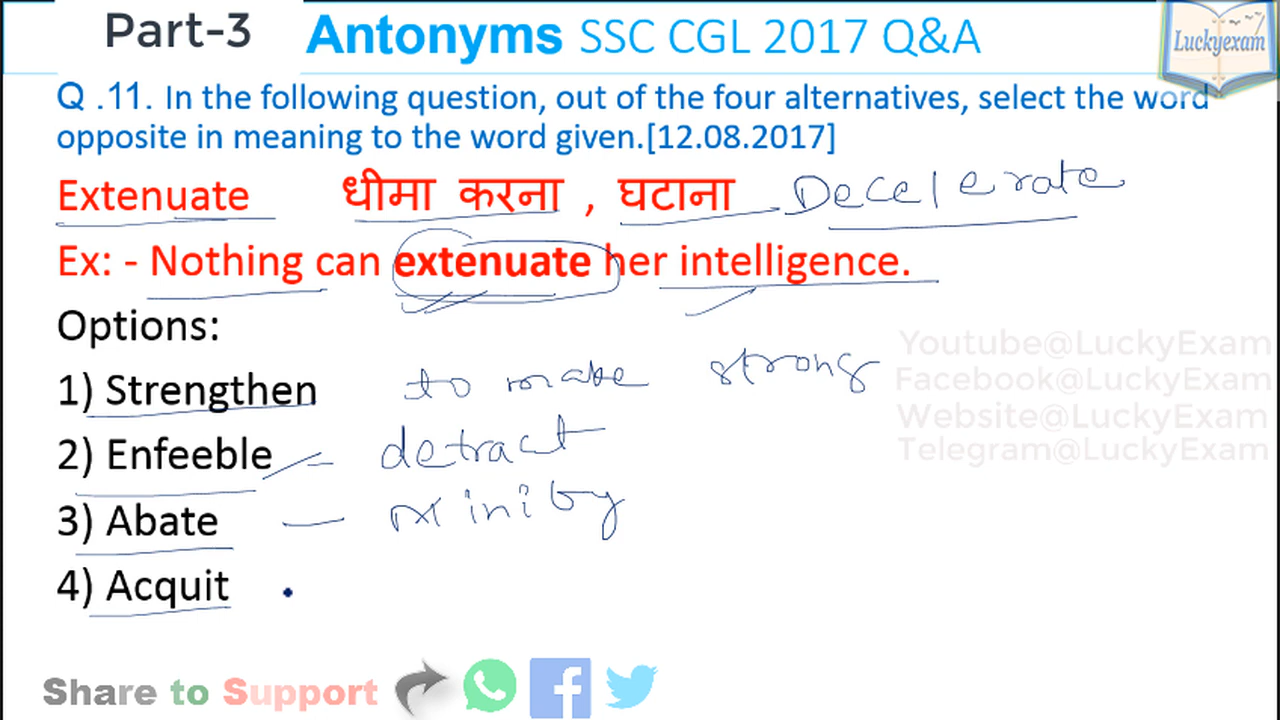 Part-3 Antonyms SSC CGL 2017 Q&A
Luckyexam
Q .11. In the following question, out of the four alternatives, select the word
opposite in meaning to the word given.[12.08.2017]
Extenuate धीमा करना , घटाना Decelerate
Ex: - Nothing can extenuate her intelligence.
Options:
Youtube@LuckyExam
1) Strengthen to make strong
Facebook@LuckyExam
Website@LuckyExam
2) Enfeeble detract
Telegram@LuckyExam
3) Abate
4) Acquit
Share to Support